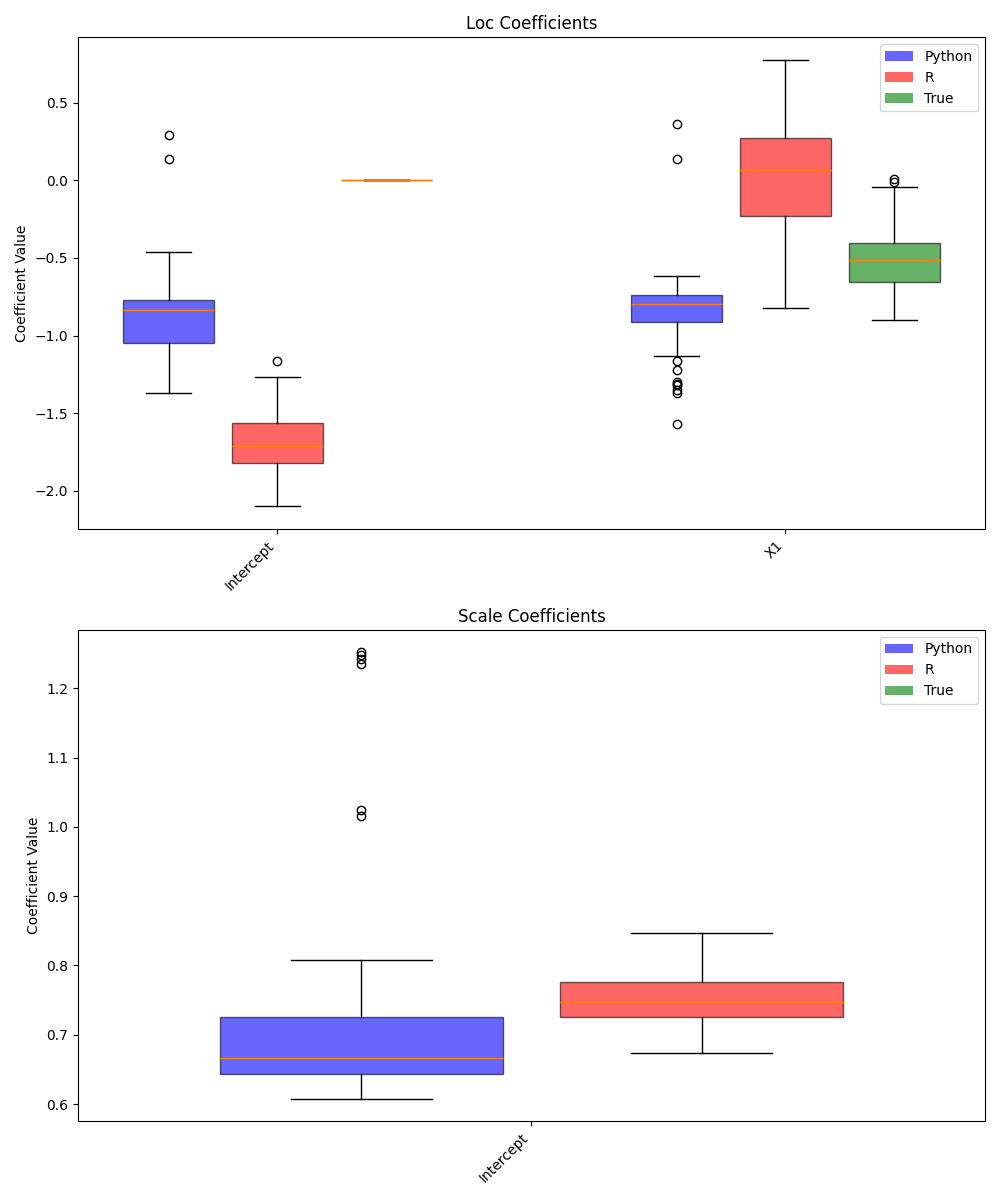 Loc Coefficients
Python
R
True
Coefficient Value
0.5
0.0
−0.5
−1.0
−1.5
−2.0
Intercept
X1
Scale Coefficients
Python
R
True
Coefficient Value
1.2
1.1
1.0
0.9
0.8
0.7
0.6
Intercept